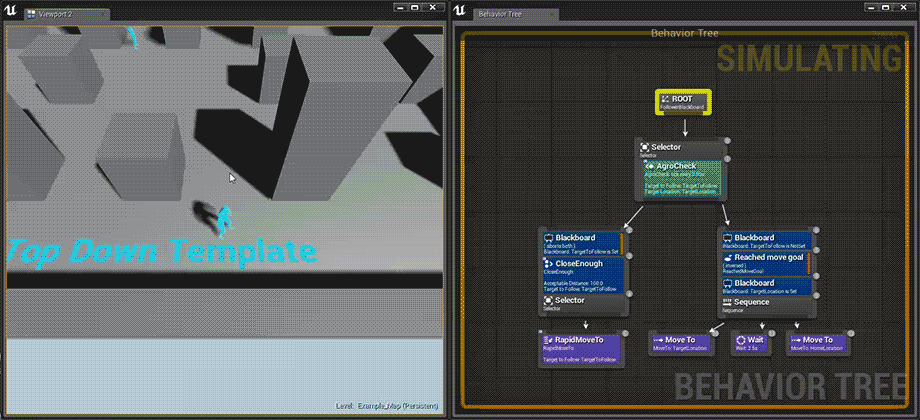 Viewport 2
Top Down Template
Level: Example_Map (Persistent)
Behavior Tree
Behavior Tree
SIMULATING
ROOT
FollowerBlackboard
Selector
Selector
AgroCheck
Target to Follow: TargetToFollow
Target Location: TargetLocation
Blackboard
( aborts both )
Blackboard: TargetToFollow is Set
CloseEnough
CloseEnough
Acceptable Distance: 160.0
Target to Follow: TargetToFollow
Selector
Selector
Blackboard
Blackboard: TargetToFollow is NotSet
Reached move goal
( inversed )
ReachedMoveGoal
Blackboard
Blackboard: TargetLocation is Set
Sequence
Sequence
RapidMoveTo
RapidMoveTo
Target to Follow: TargetToFollow
Move To
MoveTo: TargetLocation
Wait
Wait: 2.5s
Move To
MoveTo: HomeLocation
BEHAVIOR TREE